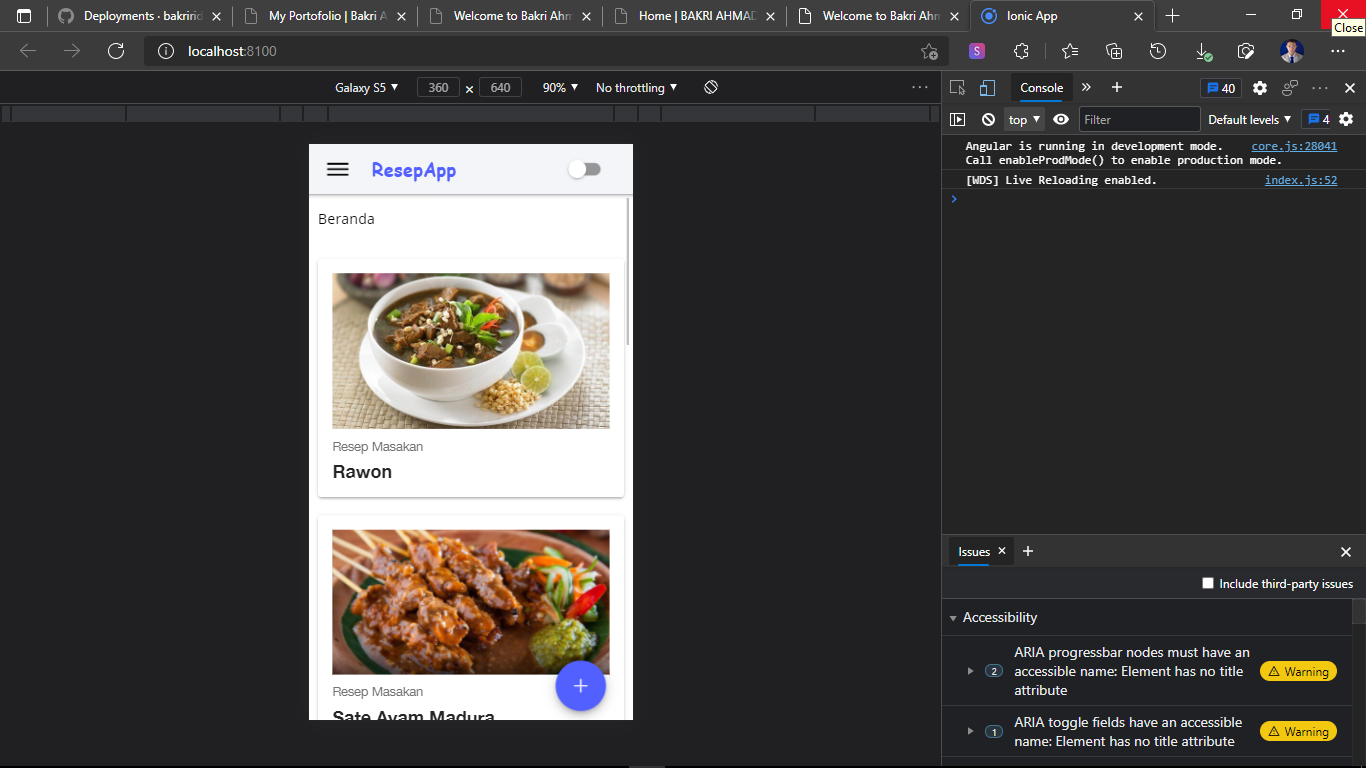 Deployments · bakririd
My Portofolio | Bakri A
Welcome to Bakri Ahm
Home | BAKRI AHMAD
Welcome to Bakri Ahm
Ionic App
Close
localhost:8100
S
Galaxy S5 ▼ 360 × 640 90% ▼ No throttling ▼
Console » + 40
top ▼ Filter Default levels ▼ 4
Angular is running in development mode. core.js:28041
Call enableProdMode() to enable production mode.
[WDS] Live Reloading enabled. index.js:52
ResepApp
Beranda
Resep Masakan
Rawon
Resep Masakan
Sate Ayam Madura
Issues × +
Include third-party issues
Accessibility
2 ARIA progressbar nodes must have an
accessible name: Element has no title
attribute
Warning
1 ARIA toggle fields have an accessible
name: Element has no title attribute
Warning